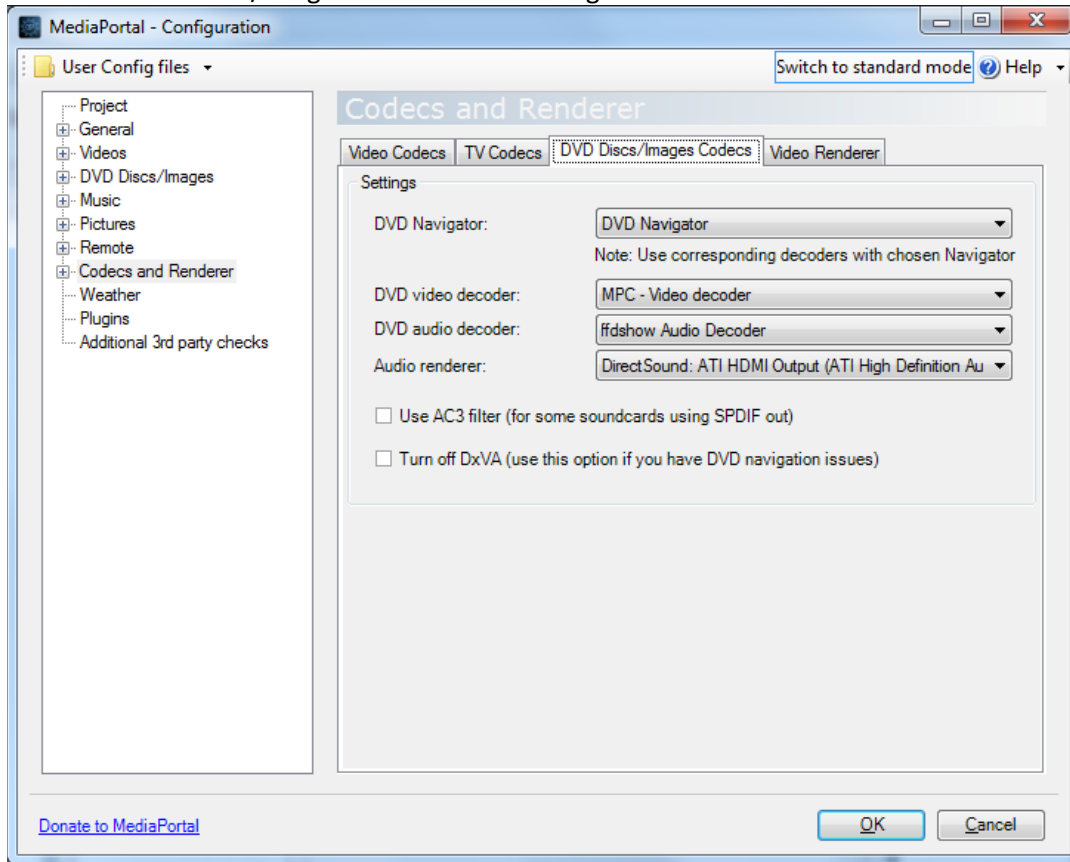 MediaPortal - Configuration
User Config files
Switch to standard mode
Help
Project
General
Videos
DVD Discs/Images
Music
Pictures
Remote
Codecs and Renderer
Weather
Plugins
Additional 3rd party checks
Codecs and Renderer
Video Codecs
TV Codecs
DVD Discs/Images Codecs
Video Renderer
Settings
DVD Navigator:
DVD Navigator
Note: Use corresponding decoders with chosen Navigator
DVD video decoder:
MPC - Video decoder
DVD audio decoder:
ffdshow Audio Decoder
Audio renderer:
DirectSound: ATI HDMI Output (ATI High Definition Au
Use AC3 filter (for some soundcards using SPDIF out)
Turn off DxVA (use this option if you have DVD navigation issues)
Donate to MediaPortal
OK
Cancel